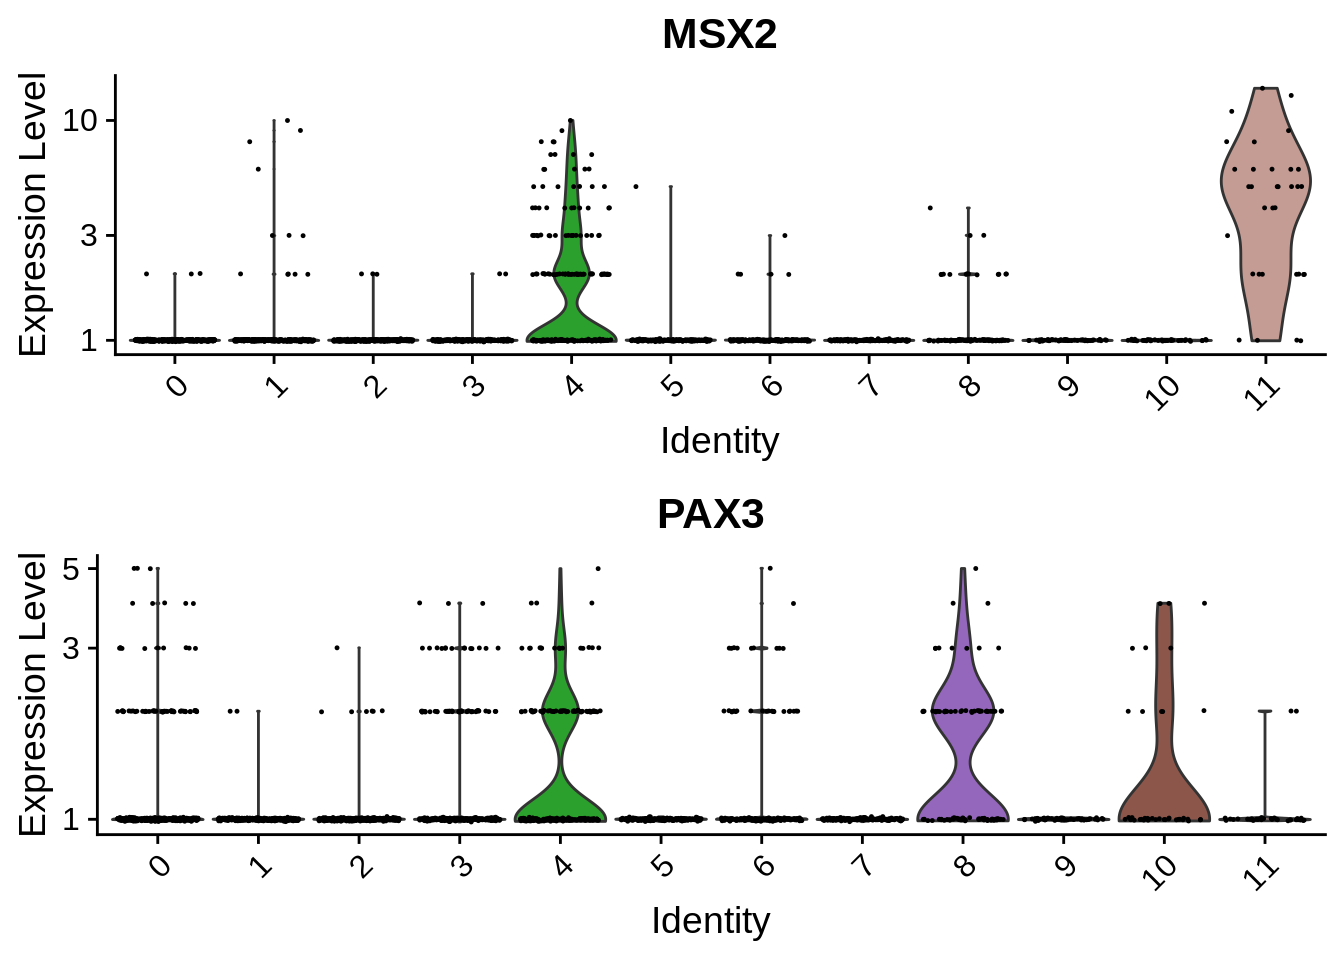 MSX2
Expression Level
10
3
1
0 1 2 3 4 5 6 7 8 9 10 11
Identity
PAX3
Expression Level
5
3
1
0 1 2 3 4 5 6 7 8 9 10 11
Identity